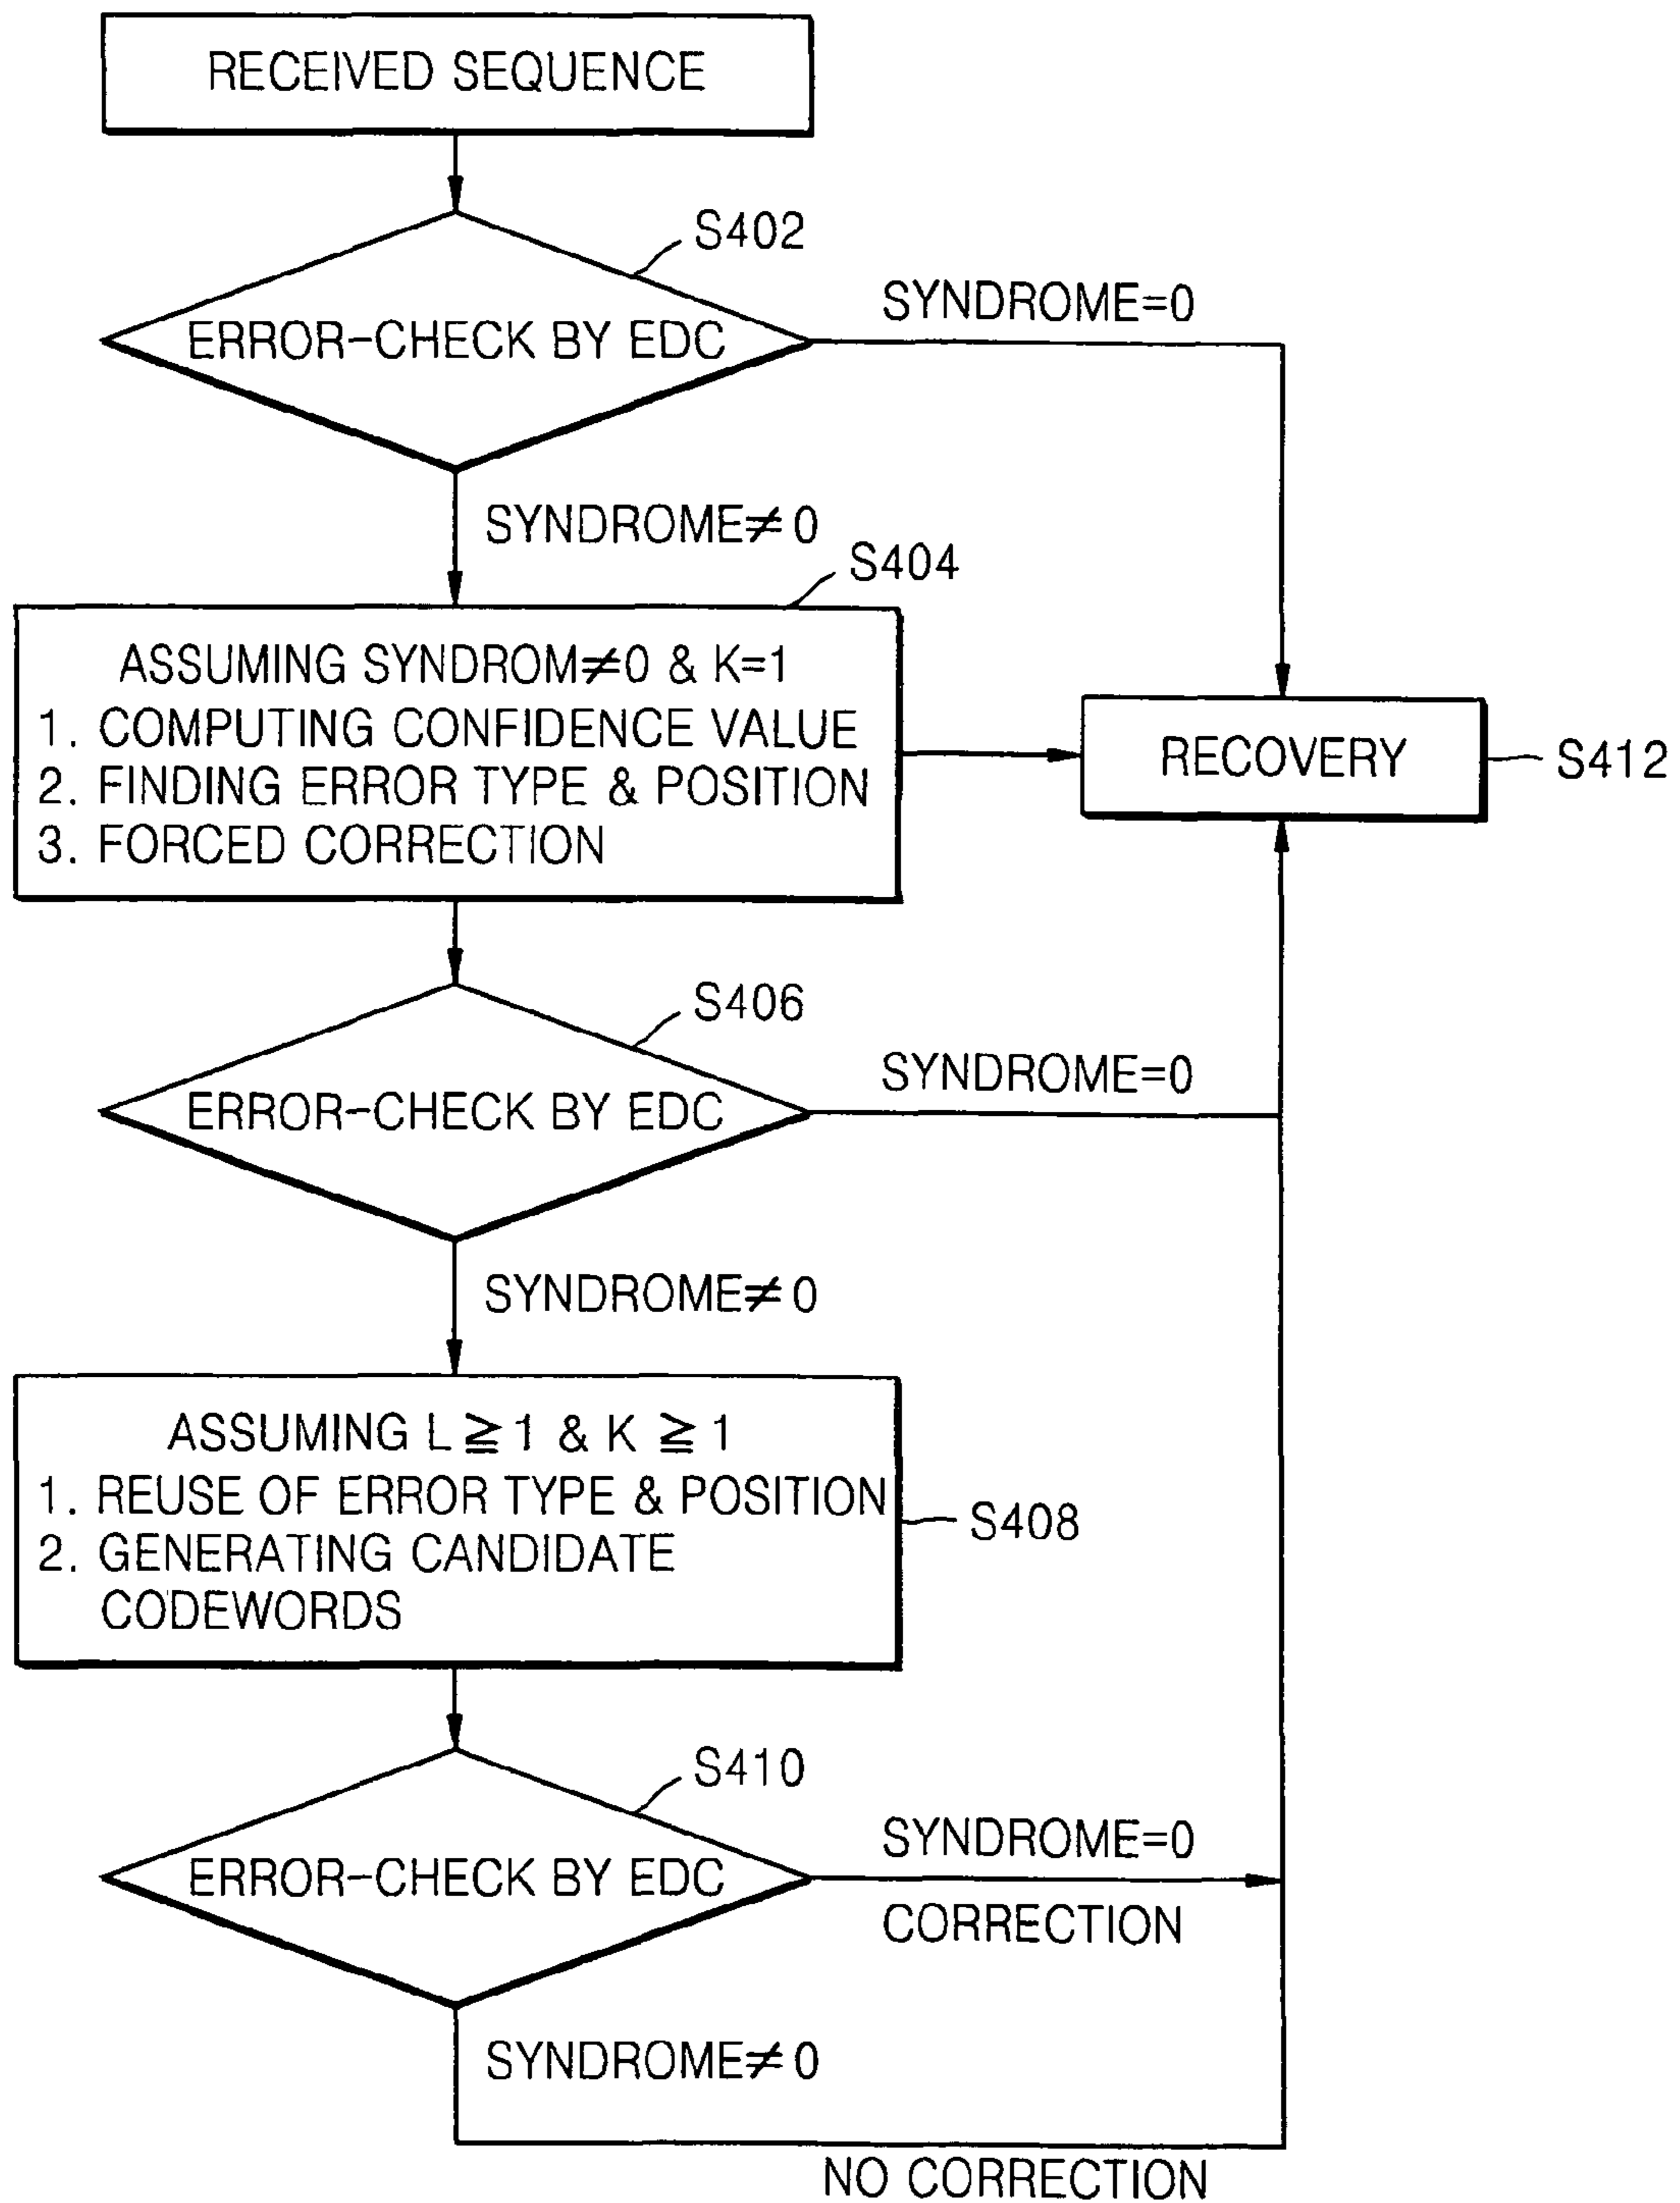 RECEIVED SEQUENCE
S402
SYNDROME=0
ERROR-CHECK BY EDC
SYNDROME≠0
S404
ASSUMING SYNDROM≠0 & K=1
1. COMPUTING CONFIDENCE VALUE
2. FINDING ERROR TYPE & POSITION
3. FORCED CORRECTION
RECOVERY
S412
S406
SYNDROME=0
ERROR-CHECK BY EDC
SYNDROME≠0
ASSUMING L≧1 & K≧1
1. REUSE OF ERROR TYPE & POSITION
2. GENERATING CANDIDATE
CODEWORDS
S408
S410
SYNDROME=0
ERROR-CHECK BY EDC
CORRECTION
SYNDROME≠0
NO CORRECTION